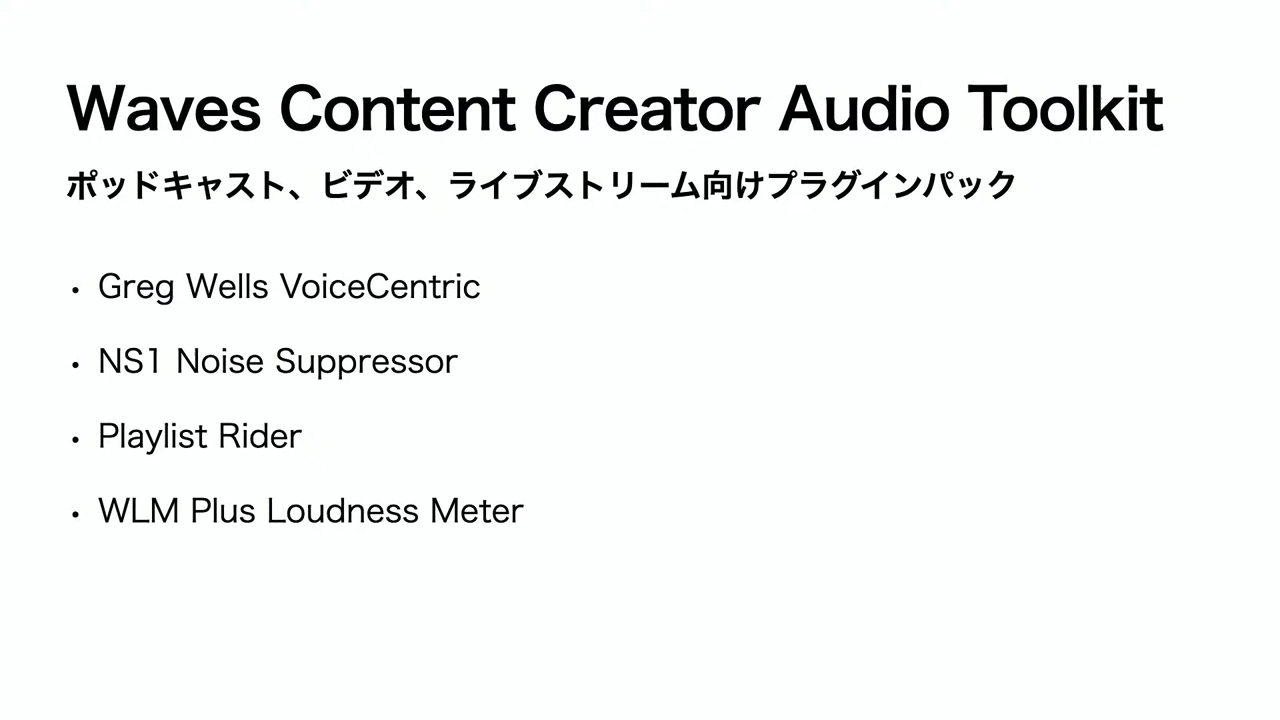 Waves Content Creator Audio Toolkit
ポッドキャスト、ビデオ、ライブストリーム向けプラグインパック
• Greg Wells VoiceCentric
• NS1 Noise Suppressor
• Playlist Rider
• WLM Plus Loudness Meter